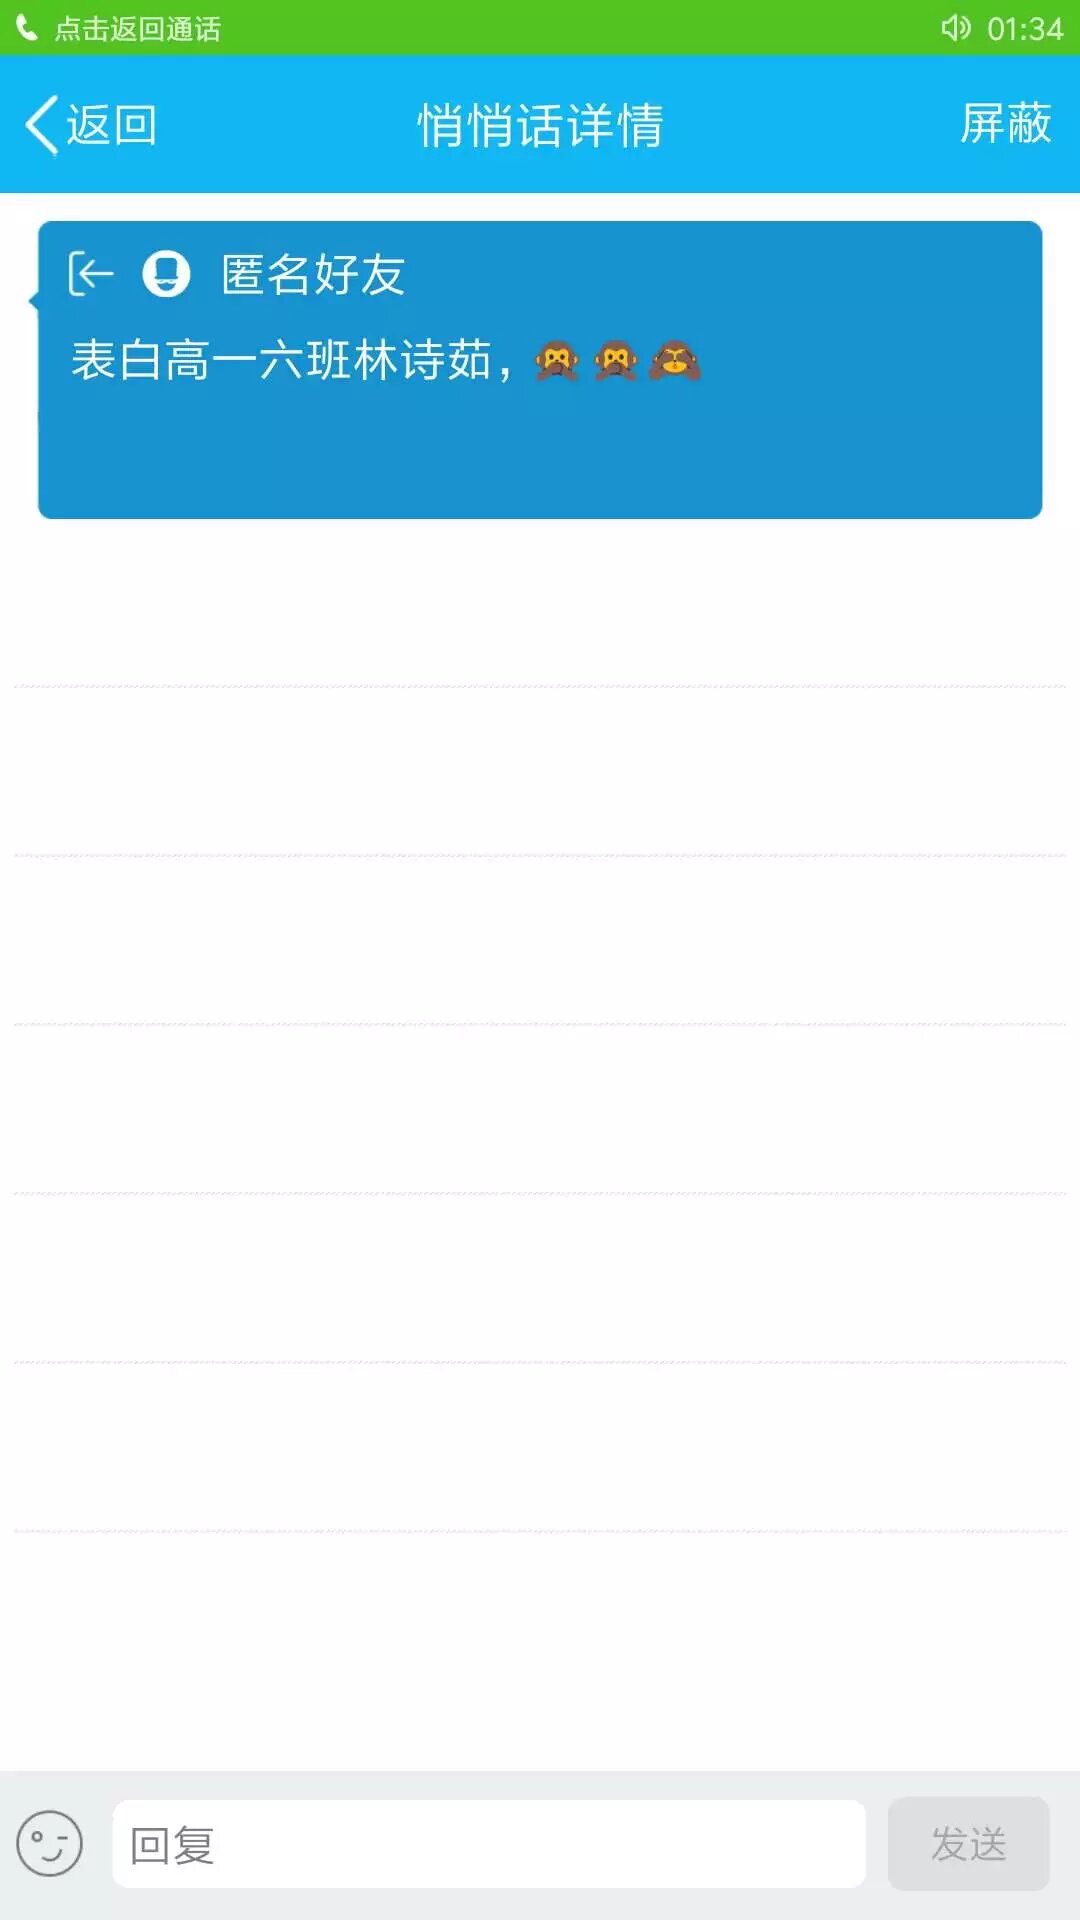 点击返回通话 01:34
返回 悄悄话详情 屏蔽
匿名好友
表白高一六班林诗茹，🙊🙊🙈
回复 发送